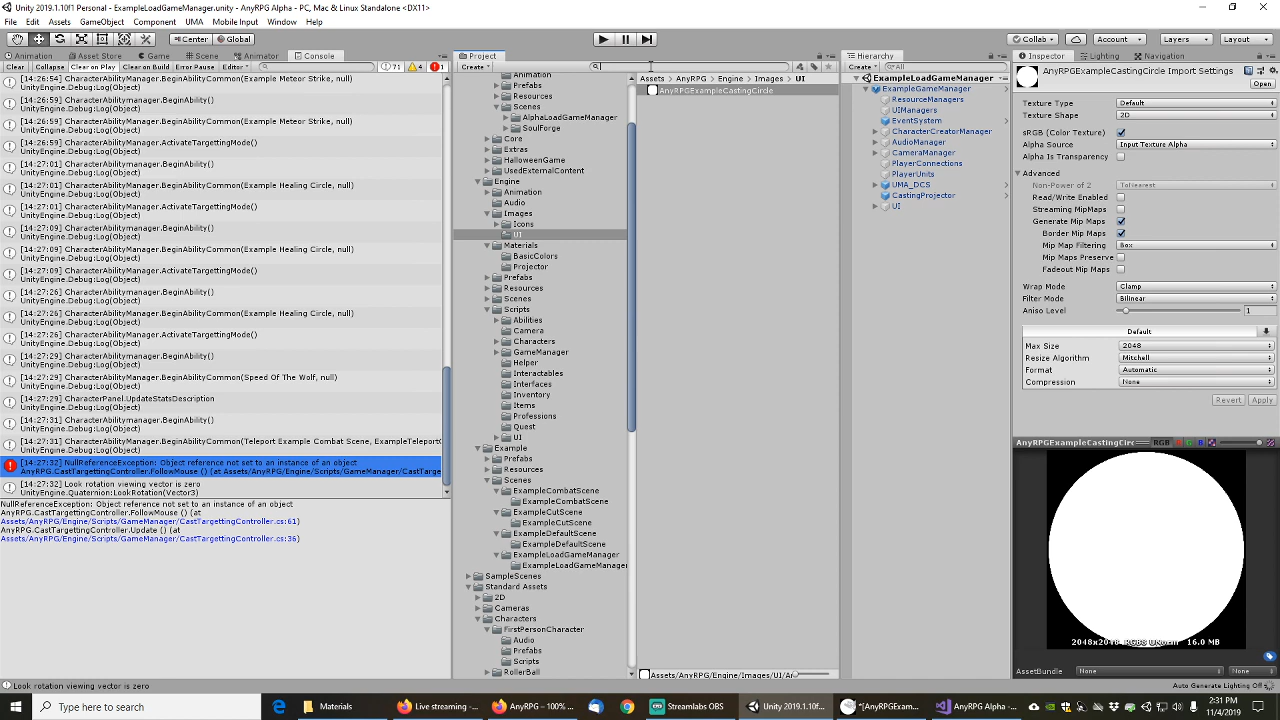 Unity 2019.1.10f1 - ExampleLoadGameManager.unity - AnyRPG Alpha - PC, Mac & Linux Standalone <DX11>
File Edit Assets GameObject Component UMA Mobile Input Window Help
Center Global Collab Account Layers Layout
Animation Asset Store Game Scene Animator Console
Clear Collapse Clear on Play Clear on Build Error Pause Editor 71 4 1
[14:26:54] CharacterAbilityManager.BeginAbilityCommon(Example Meteor Strike, null)
UnityEngine.Debug:Log(Object)
[14:26:59] CharacterAbilitymanager.BeginAbility()
UnityEngine.Debug:Log(Object)
[14:26:59] CharacterAbilityManager.BeginAbilityCommon(Example Meteor Strike, null)
UnityEngine.Debug:Log(Object)
[14:26:59] CharacterAbilityManager.ActivateTargettingMode()
UnityEngine.Debug:Log(Object)
[14:27:01] CharacterAbilitymanager.BeginAbility()
UnityEngine.Debug:Log(Object)
[14:27:01] CharacterAbilityManager.BeginAbilityCommon(Example Healing Circle, null)
UnityEngine.Debug:Log(Object)
[14:27:01] CharacterAbilityManager.ActivateTargettingMode()
UnityEngine.Debug:Log(Object)
[14:27:09] CharacterAbilitymanager.BeginAbility()
UnityEngine.Debug:Log(Object)
[14:27:09] CharacterAbilityManager.BeginAbilityCommon(Example Healing Circle, null)
UnityEngine.Debug:Log(Object)
[14:27:09] CharacterAbilityManager.ActivateTargettingMode()
UnityEngine.Debug:Log(Object)
[14:27:26] CharacterAbilitymanager.BeginAbility()
UnityEngine.Debug:Log(Object)
[14:27:26] CharacterAbilityManager.BeginAbilityCommon(Example Healing Circle, null)
UnityEngine.Debug:Log(Object)
[14:27:26] CharacterAbilityManager.ActivateTargettingMode()
UnityEngine.Debug:Log(Object)
[14:27:29] CharacterAbilitymanager.BeginAbility()
UnityEngine.Debug:Log(Object)
[14:27:29] CharacterAbilityManager.BeginAbilityCommon(Speed Of The Wolf, null)
UnityEngine.Debug:Log(Object)
[14:27:29] CharacterPanel.UpdateStatsDescription
UnityEngine.Debug:Log(Object)
[14:27:31] CharacterAbilitymanager.BeginAbility()
UnityEngine.Debug:Log(Object)
[14:27:31] CharacterAbilityManager.BeginAbilityCommon(Teleport Example Combat Scene, ExampleTeleport
UnityEngine.Debug:Log(Object)
[14:27:32] NullReferenceException: Object reference not set to an instance of an object
AnyRPG.CastTargettingController.FollowMouse () (at Assets/AnyRPG/Engine/Scripts/GameManager/CastTarge
[14:27:32] Look rotation viewing vector is zero
UnityEngine.Quaternion:LookRotation(Vector3)
NullReferenceException: Object reference not set to an instance of an object
AnyRPG.CastTargettingController.FollowMouse () (at
Assets/AnyRPG/Engine/Scripts/GameManager/CastTargettingController.cs:61)
AnyRPG.CastTargettingController.Update () (at
Assets/AnyRPG/Engine/Scripts/GameManager/CastTargettingController.cs:36)
Look rotation viewing vector is zero
Project
Create
Animation
Prefabs
Resources
Scenes
AlphaLoadGameManager
SoulForge
Core
Extras
HalloweenGame
UsedExternalContent
Engine
Animation
Audio
Images
Icons
UI
Materials
BasicColors
Projector
Prefabs
Resources
Scenes
Scripts
Abilities
Camera
Characters
GameManager
Helper
Interactables
Interfaces
Inventory
Items
Professions
Quest
UI
Example
Prefabs
Resources
Scenes
ExampleCombatScene
ExampleCombatScene
ExampleCutScene
ExampleCutScene
ExampleDefaultScene
ExampleDefaultScene
ExampleLoadGameManager
ExampleLoadGameManager
SampleScenes
Standard Assets
2D
Cameras
Characters
FirstPersonCharacter
Audio
Prefabs
Scripts
RollerBall
Assets AnyRPG Engine Images UI
AnyRPGExampleCastingCircle
Assets/AnyRPG/Engine/Images/UI/An
Hierarchy
Create All
ExampleLoadGameManager
ExampleGameManager
ResourceManagers
UIManagers
EventSystem
CharacterCreatorManager
AudioManager
CameraManager
PlayerConnections
PlayerUnits
UMA_DCS
CastingProjector
UI
Inspector Lighting Navigation
AnyRPGExampleCastingCircle Import Settings
Open
Texture Type Default
Texture Shape 2D
sRGB (Color Texture)
Alpha Source Input Texture Alpha
Alpha Is Transparency
Advanced
Non-Power of 2 ToNearest
Read/Write Enabled
Streaming MipMaps
Generate Mip Maps
Border Mip Maps
Mip Map Filtering Box
Mip Maps Preserve
Fadeout Mip Maps
Wrap Mode Clamp
Filter Mode Bilinear
Aniso Level 1
Default
Max Size 2048
Resize Algorithm Mitchell
Format Automatic
Compression None
Revert Apply
AnyRPGExampleCastingCirc RGB R G B
2048x2048 RGB8 UNorm 16.0 MB
AssetBundle None None
Auto Generate Lighting Off
Type here to search
Materials
Live streaming -...
AnyRPG – 100% ...
Streamlabs OBS
Unity 2019.1.10f...
*[AnyRPGExam...
AnyRPG Alpha -...
2:31 PM
11/4/2019